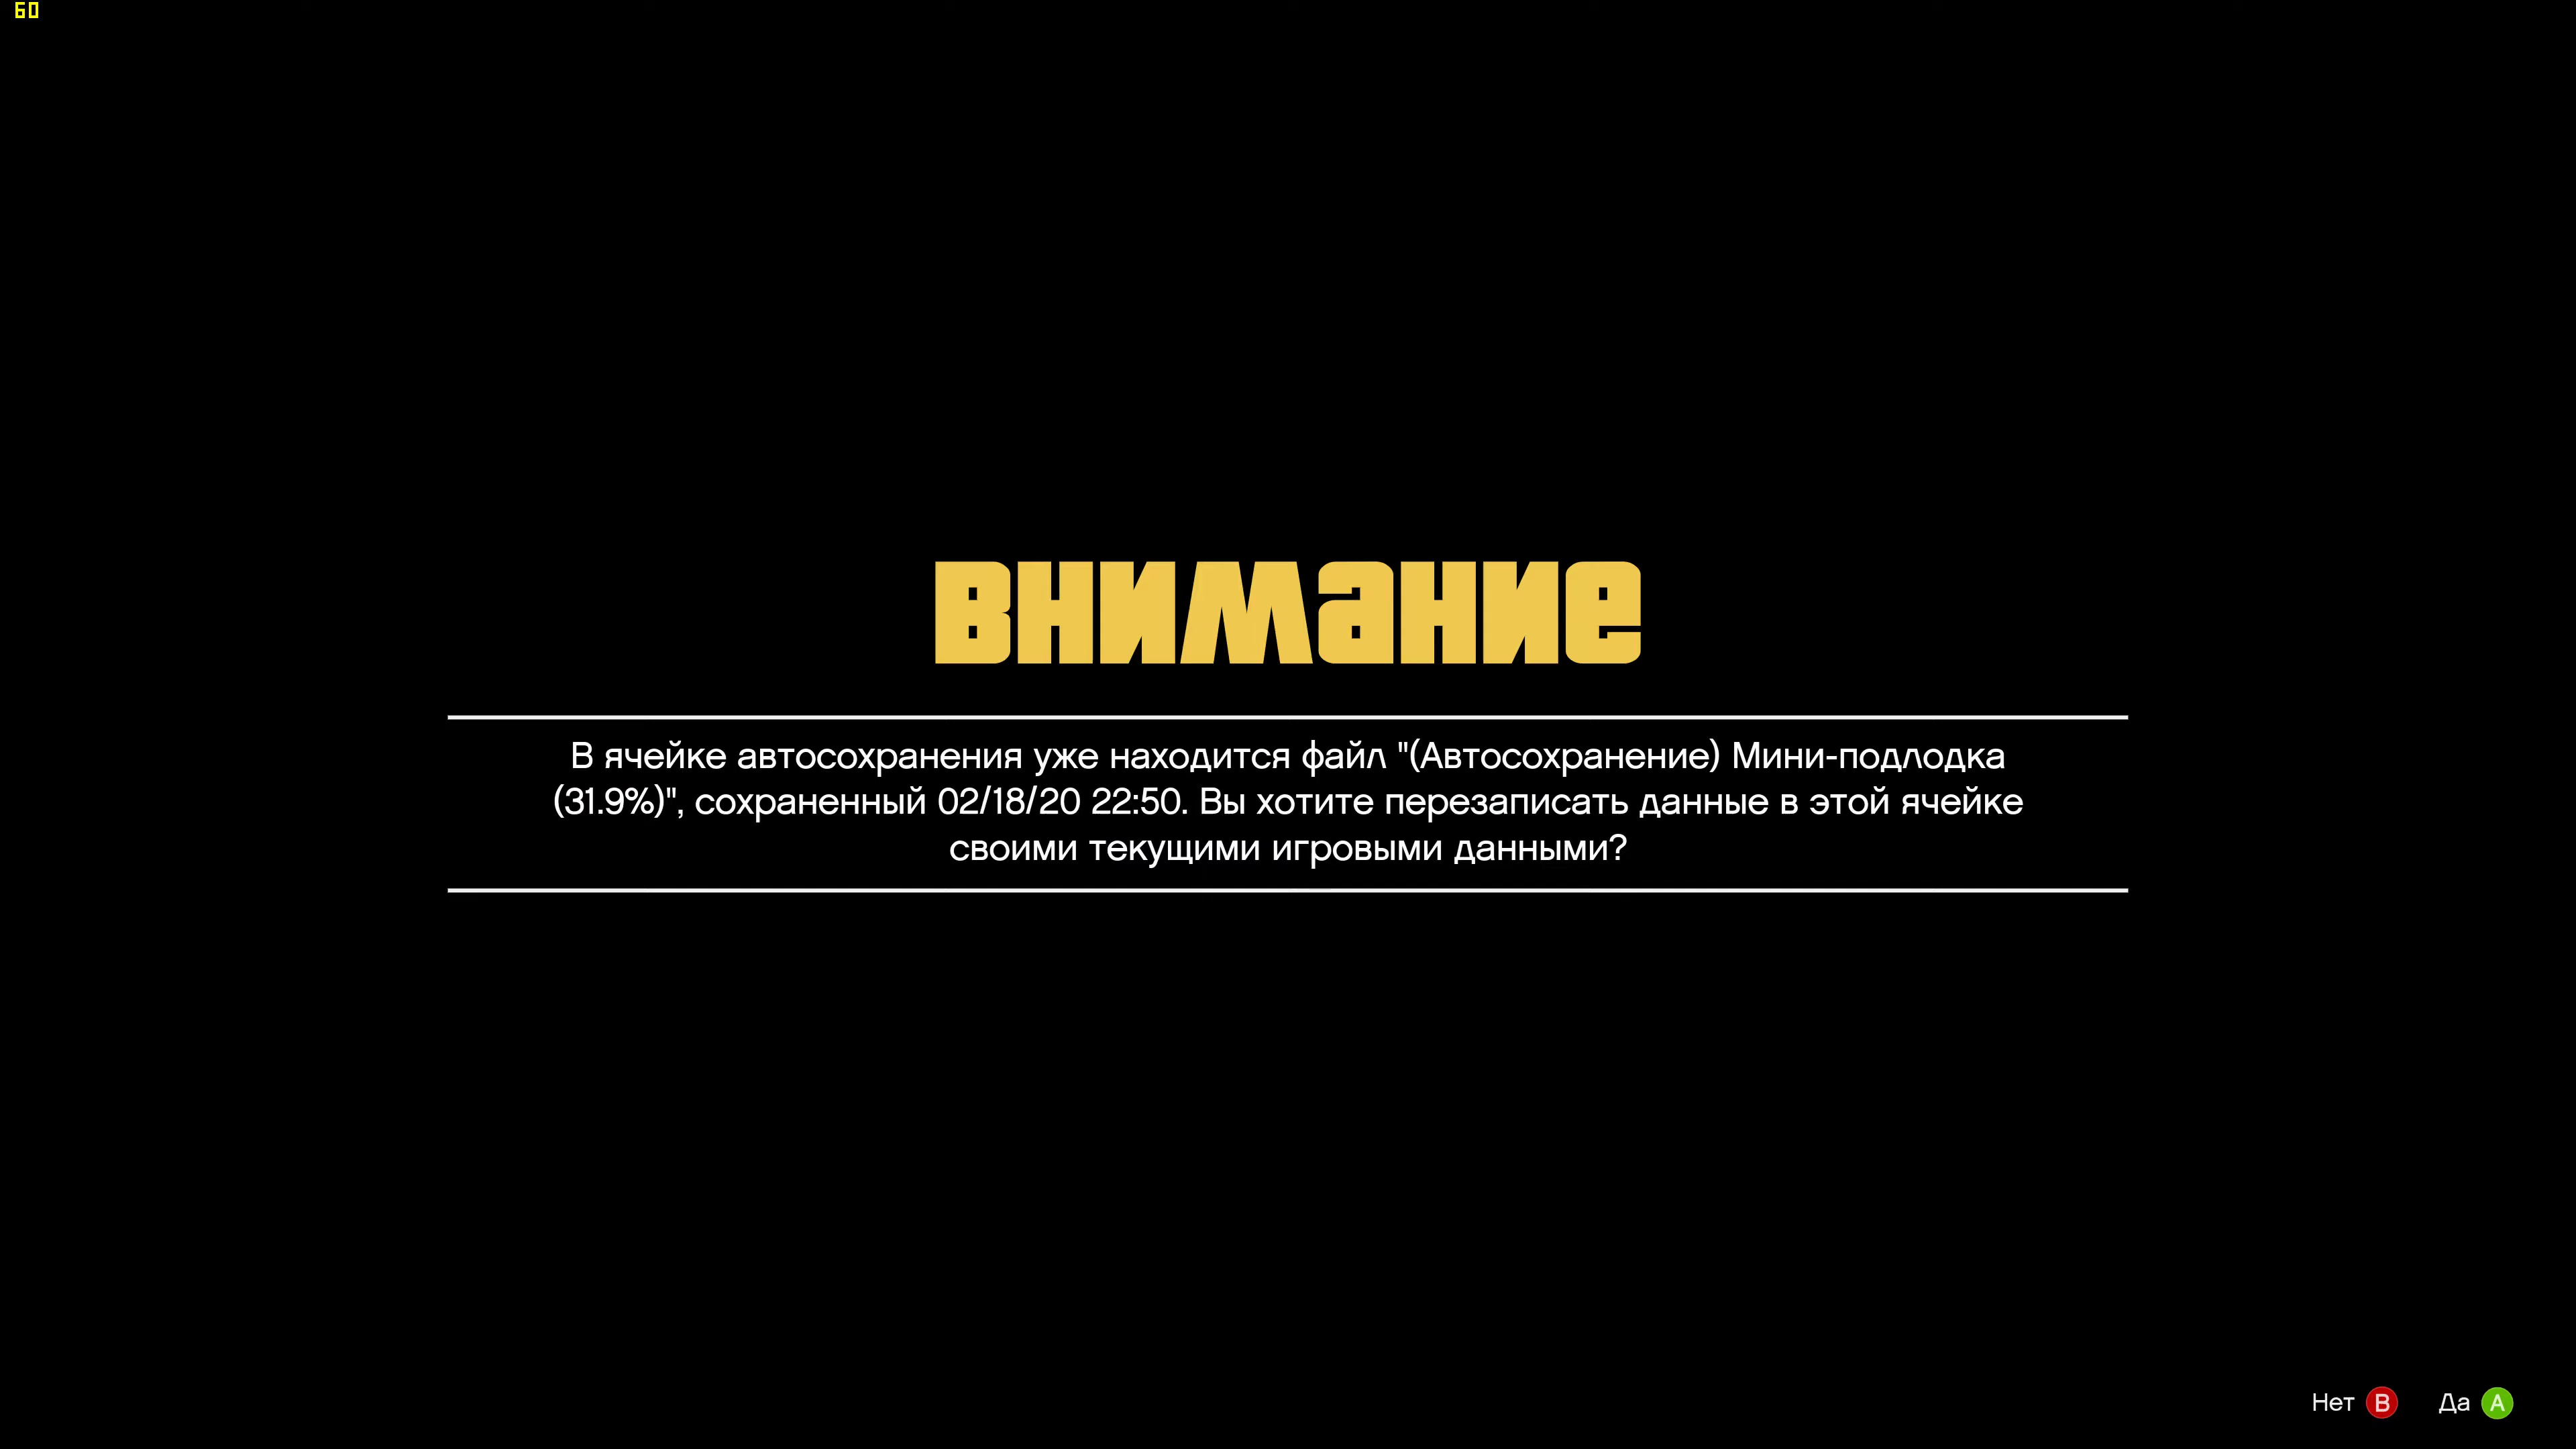 60
внимание
В ячейке автосохранения уже находится файл "(Автосохранение) Мини-подлодка
(31.9%)", сохраненный 02/18/20 22:50. Вы хотите перезаписать данные в этой ячейке
своими текущими игровыми данными?
Нет B Да A